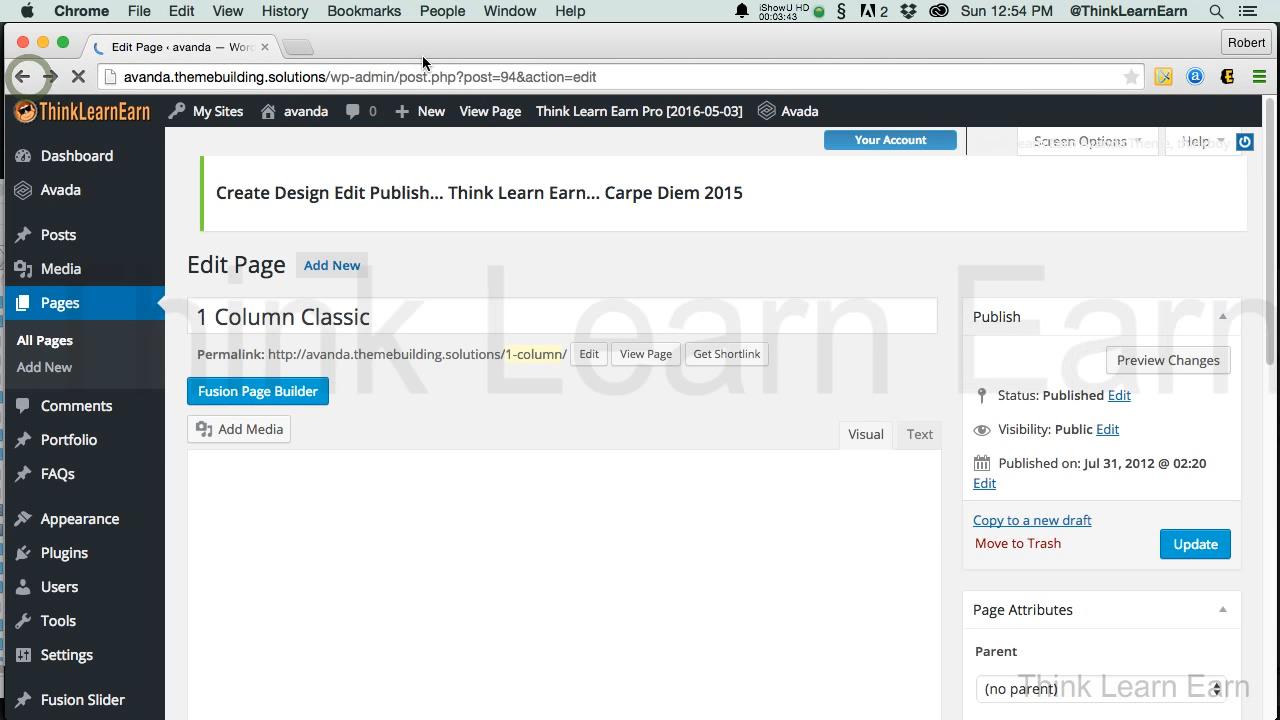 Chrome File Edit View History Bookmarks People Window Help
iShowU HD
00:03:43
2
Sun 12:54 PM @ThinkLearnEarn
Edit Page ‹ avanda — Wor
Robert
avanda.themebuilding.solutions/wp-admin/post.php?post=94&action=edit
ThinkLearnEarn My Sites avanda 0 New View Page Think Learn Earn Pro [2016-05-03] Avada
Your Account
Screen Options
Help
Create Design Edit Publish... Think Learn Earn... Carpe Diem 2015
Dashboard
Avada
Posts
Media
Pages
All Pages
Add New
Comments
Portfolio
FAQs
Appearance
Plugins
Users
Tools
Settings
Fusion Slider
Edit Page Add New
1 Column Classic
Permalink: http://avanda.themebuilding.solutions/1-column/ Edit View Page Get Shortlink
Fusion Page Builder
Add Media
Visual Text
Publish
Preview Changes
Status: Published Edit
Visibility: Public Edit
Published on: Jul 31, 2012 @ 02:20
Edit
Copy to a new draft
Move to Trash
Update
Page Attributes
Parent
(no parent)
Think Learn Earn
Think Learn Earn